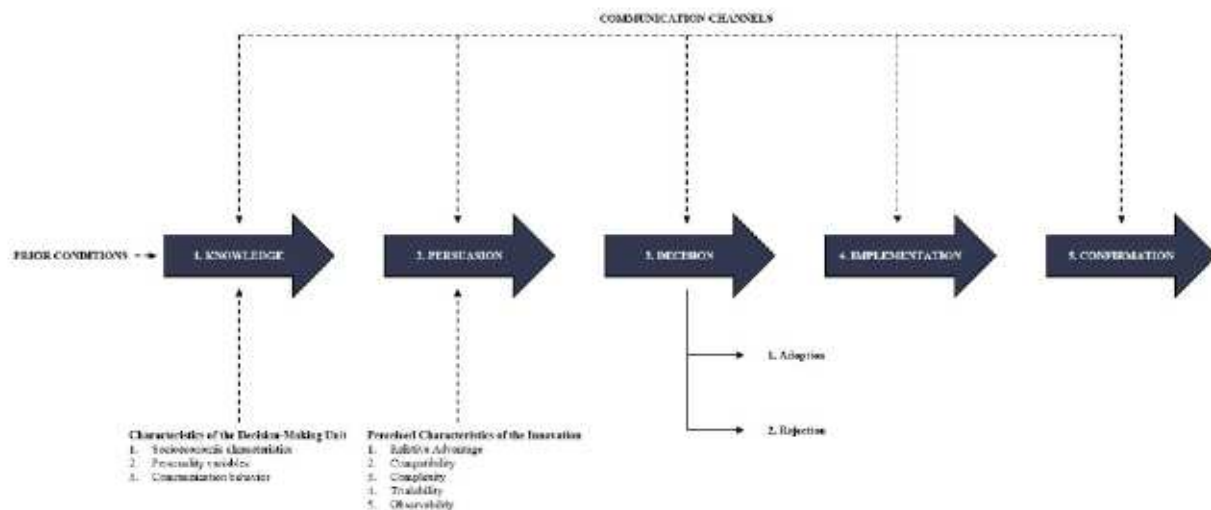 COMMUNICATION CHANNELS
PRIOR CONDITIONS
1. KNOWLEDGE
2. PERSUASION
3. DECISION
4. IMPLEMENTATION
5. CONFIRMATION
1. Adoption
2. Rejection
Characteristics of the Decision-Making Unit
1. Socioeconomic characteristics
2. Personality variables
3. Communication behavior
Perceived Characteristics of the Innovation
1. Relative Advantage
2. Compatibility
3. Complexity
4. Trialability
5. Observability